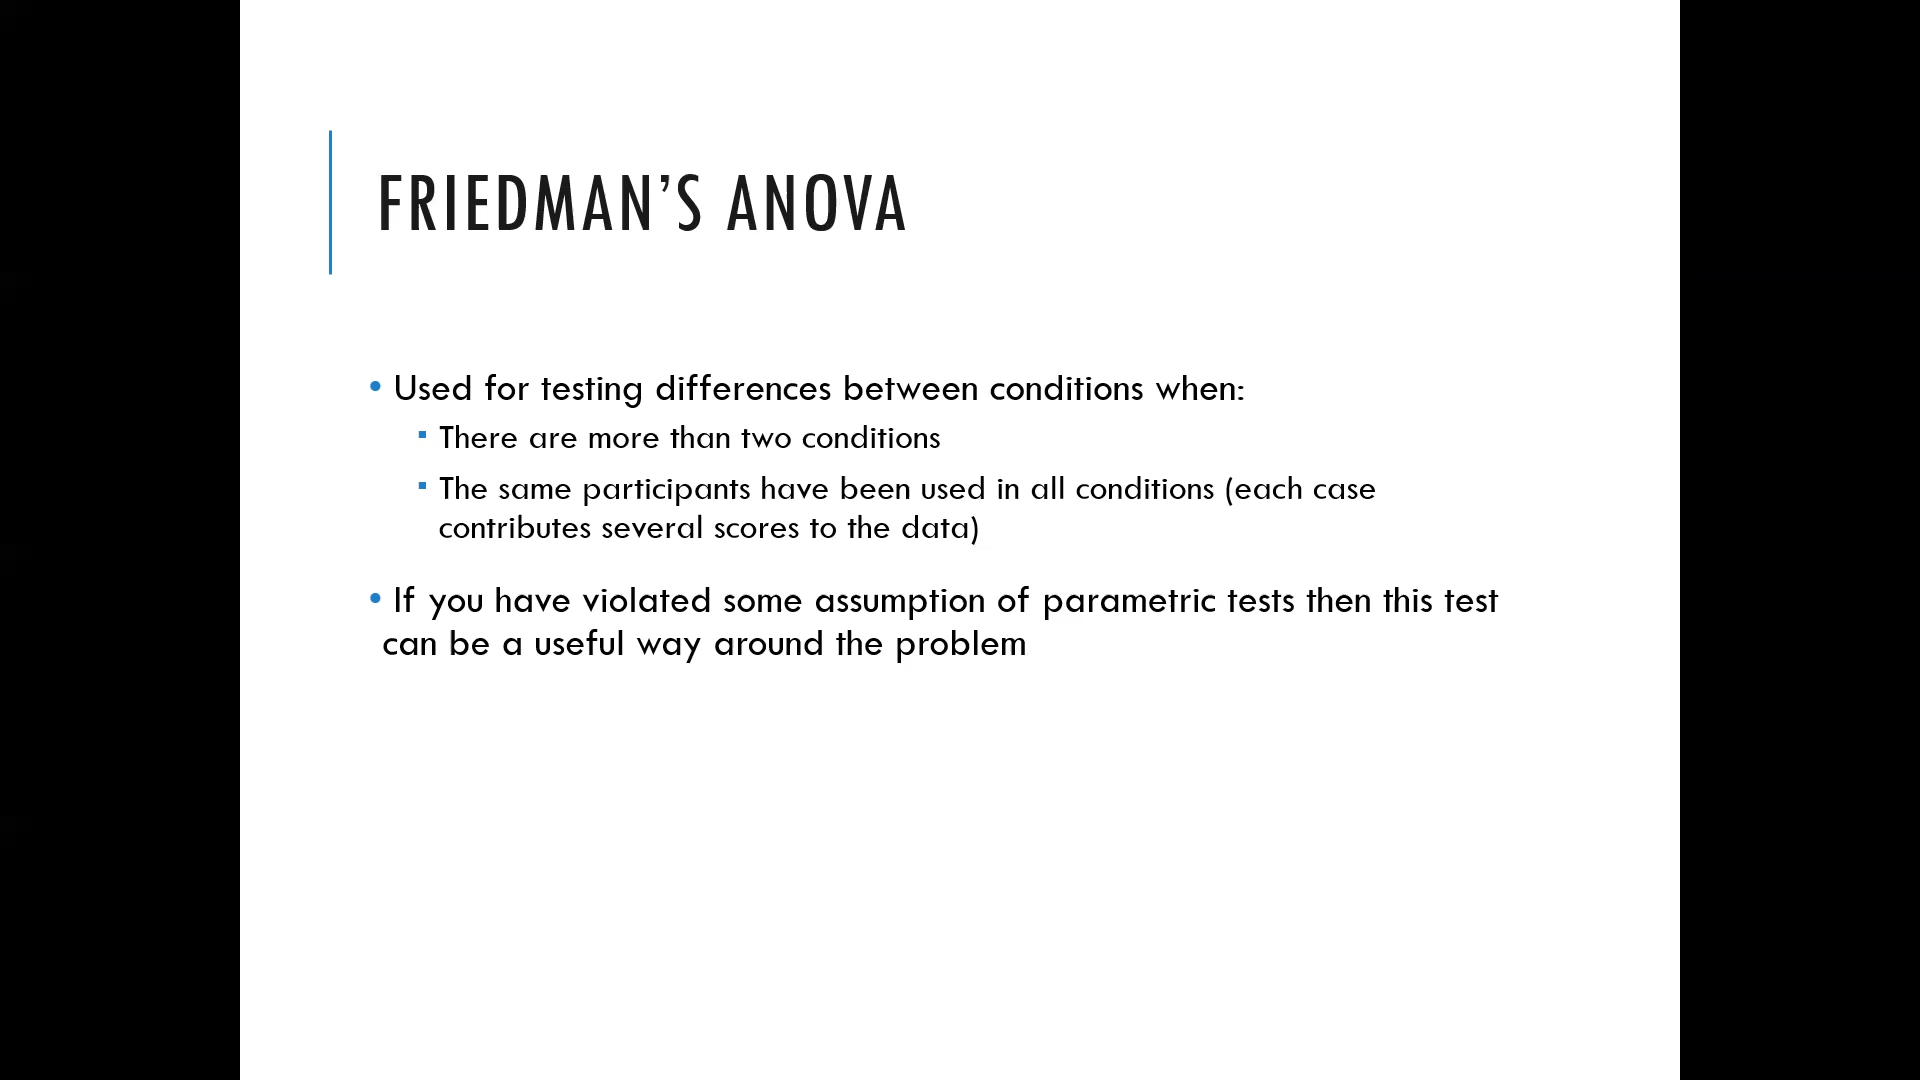 FRIEDMAN’S ANOVA
• Used for testing differences between conditions when:
▪ There are more than two conditions
▪ The same participants have been used in all conditions (each case
contributes several scores to the data)
• If you have violated some assumption of parametric tests then this test
can be a useful way around the problem